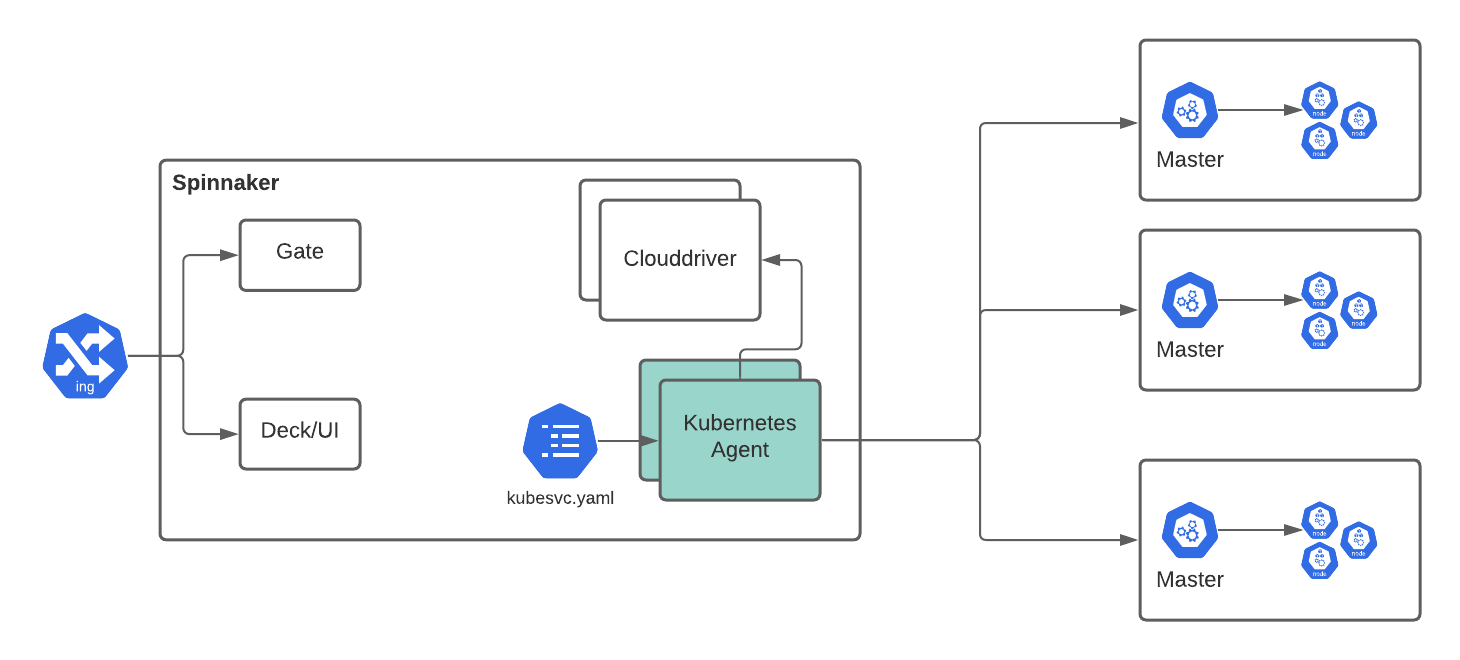 Spinnaker
Gate
Clouddriver
ing
Deck/UI
kubesvc.yaml
Kubernetes
Agent
node
node
node
Master
node
node
node
Master
node
node
node
Master